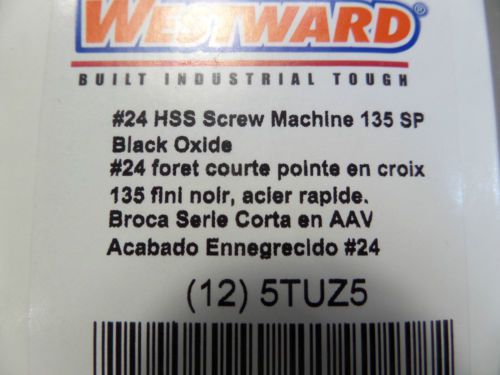 WESTWARD®
BUILT INDUSTRIAL TOUGH
#24 HSS Screw Machine 135 SP
Black Oxide
#24 foret courte pointe en croix
135 fini noir, acier rapide.
Broca Serie Corta en AAV
Acabado Ennegrecido #24
(12) 5TUZ5